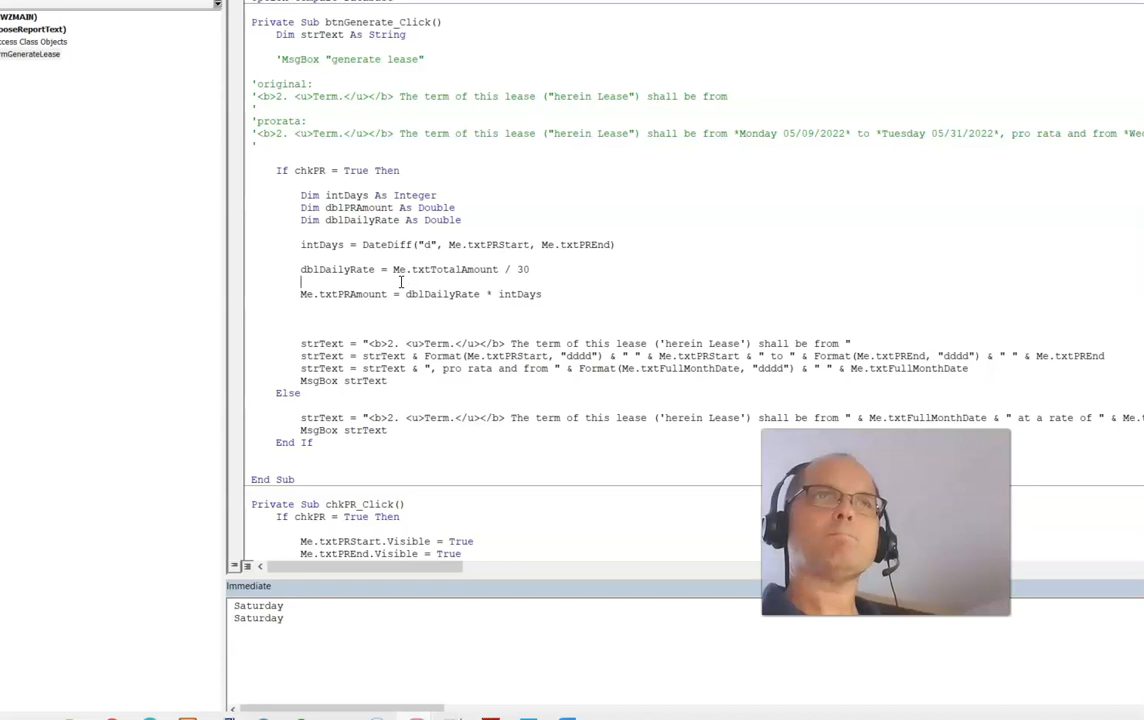 WZMAIN)
ooseReportText)
ccess Class Objects
rmGenerateLease
Private Sub btnGenerate_Click()
Dim strText As String
'MsgBox "generate lease"
'original:
'<b>2. <u>Term.</u></b> The term of this lease ("herein Lease") shall be from
'
'prorata:
'<b>2. <u>Term.</u></b> The term of this lease ("herein Lease") shall be from *Monday 05/09/2022* to *Tuesday 05/31/2022*, pro rata and from *Wed
'
If chkPR = True Then
Dim intDays As Integer
Dim dblPRAmount As Double
Dim dblDailyRate As Double
intDays = DateDiff("d", Me.txtPRStart, Me.txtPREnd)
dblDailyRate = Me.txtTotalAmount / 30
Me.txtPRAmount = dblDailyRate * intDays
strText = "<b>2. <u>Term.</u></b> The term of this lease ('herein Lease') shall be from "
strText = strText & Format(Me.txtPRStart, "dddd") & " " & Me.txtPRStart & " to " & Format(Me.txtPREnd, "dddd") & " " & Me.txtPREnd
strText = strText & ", pro rata and from " & Format(Me.txtFullMonthDate, "dddd") & " " & Me.txtFullMonthDate
MsgBox strText
Else
strText = "<b>2. <u>Term.</u></b> The term of this lease ('herein Lease') shall be from " & Me.txtFullMonthDate & " at a rate of " & Me.t
MsgBox strText
End If
End Sub
Private Sub chkPR_Click()
If chkPR = True Then
Me.txtPRStart.Visible = True
Me.txtPREnd.Visible = True
Immediate
Saturday
Saturday